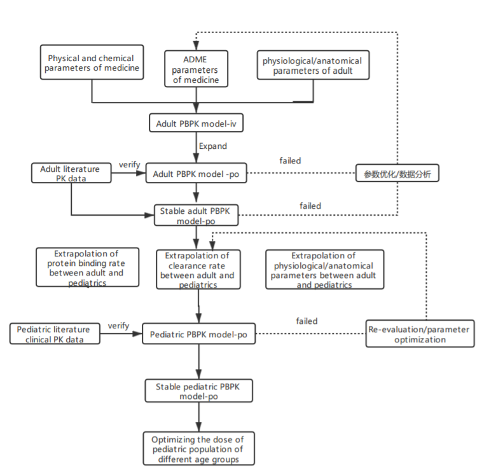 Physical and chemical
parameters of medicine
ADME
parameters
of medicine
physiological/anatomical
parameters of adult
Adult PBPK model-iv
Expand
Adult literature
PK data
verify
Adult PBPK model -po
failed
参数优化/数据分析
Stable adult PBPK
model-po
failed
Extrapolation of
protein binding rate
between adult and
pediatrics
Extrapolation of
clearance rate
between adult and
pediatrics
Extrapolation of
physiological/anatomical
parameters between adult
and pediatrics
Pediatric literature
clinical PK data
verify
Pediatric PBPK model-po
failed
Re-evaluation/parameter
optimization
Stable pediatric PBPK
model-po
Optimizing the dose of
pediatric population of
different age groups